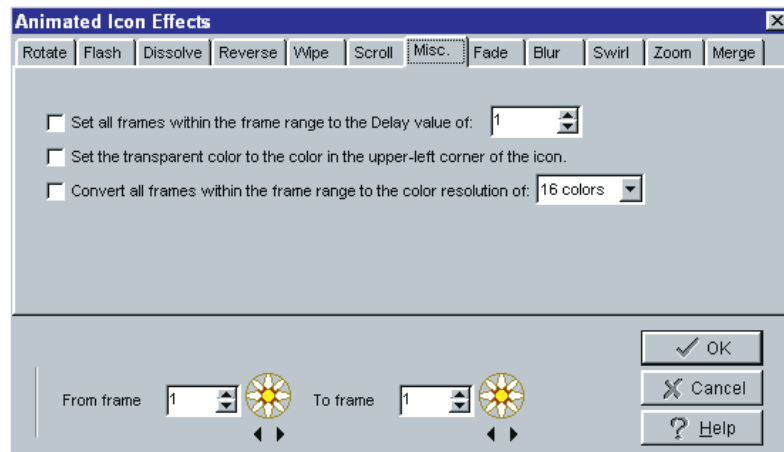 Animated Icon Effects
Rotate Flash Dissolve Reverse Wipe Scroll Misc. Fade Blur Swirl Zoom Merge
Set all frames within the frame range to the Delay value of: 1
Set the transparent color to the color in the upper-left corner of the icon.
Convert all frames within the frame range to the color resolution of: 16 colors
OK
From frame 1 To frame 1 Cancel
Help